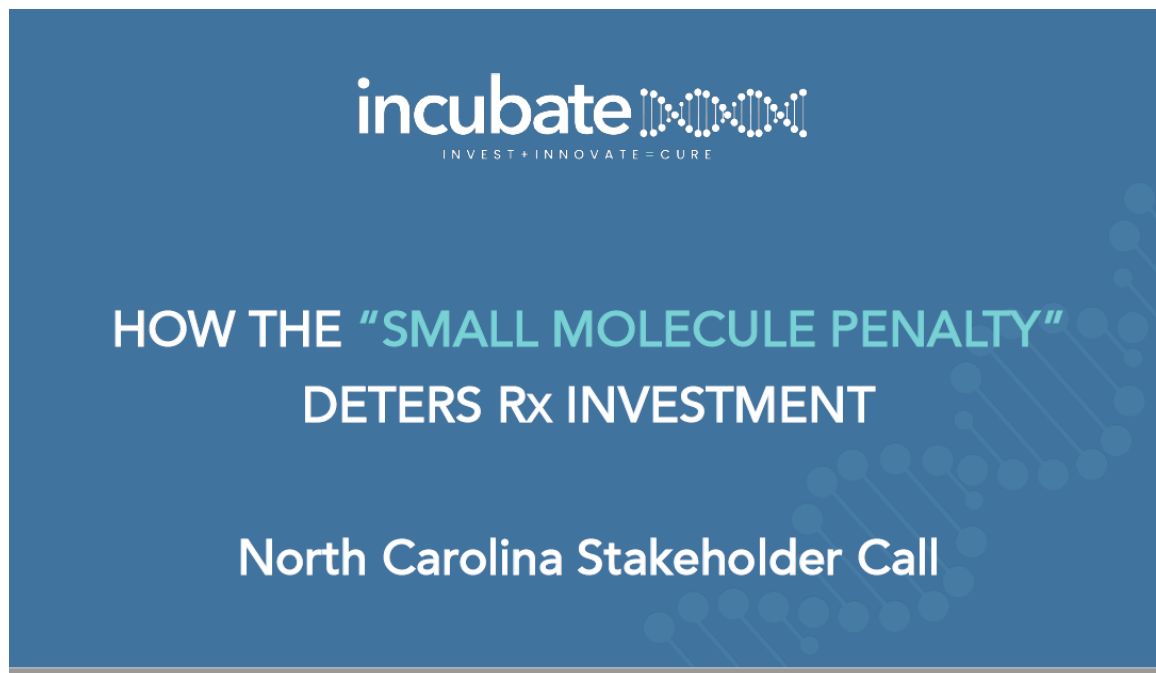 incubate
INVEST+INNOVATE=CURE
HOW THE “SMALL MOLECULE PENALTY”
DETERS Rx INVESTMENT
North Carolina Stakeholder Call